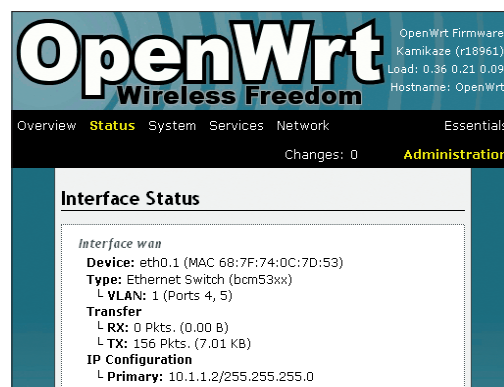 OpenWrt
Wireless Freedom
OpenWrt Firmware
Kamikaze (r18961)
Load: 0.36 0.21 0.09
Hostname: OpenWrt
Overview Status System Services Network Essentials
Changes: 0 Administration
Interface Status
Interface wan
Device: eth0.1 (MAC 68:7F:74:0C:7D:53)
Type: Ethernet Switch (bcm53xx)
└ VLAN: 1 (Ports 4, 5)
Transfer
└ RX: 0 Pkts. (0.00 B)
└ TX: 156 Pkts. (7.01 KB)
IP Configuration
└ Primary: 10.1.1.2/255.255.255.0